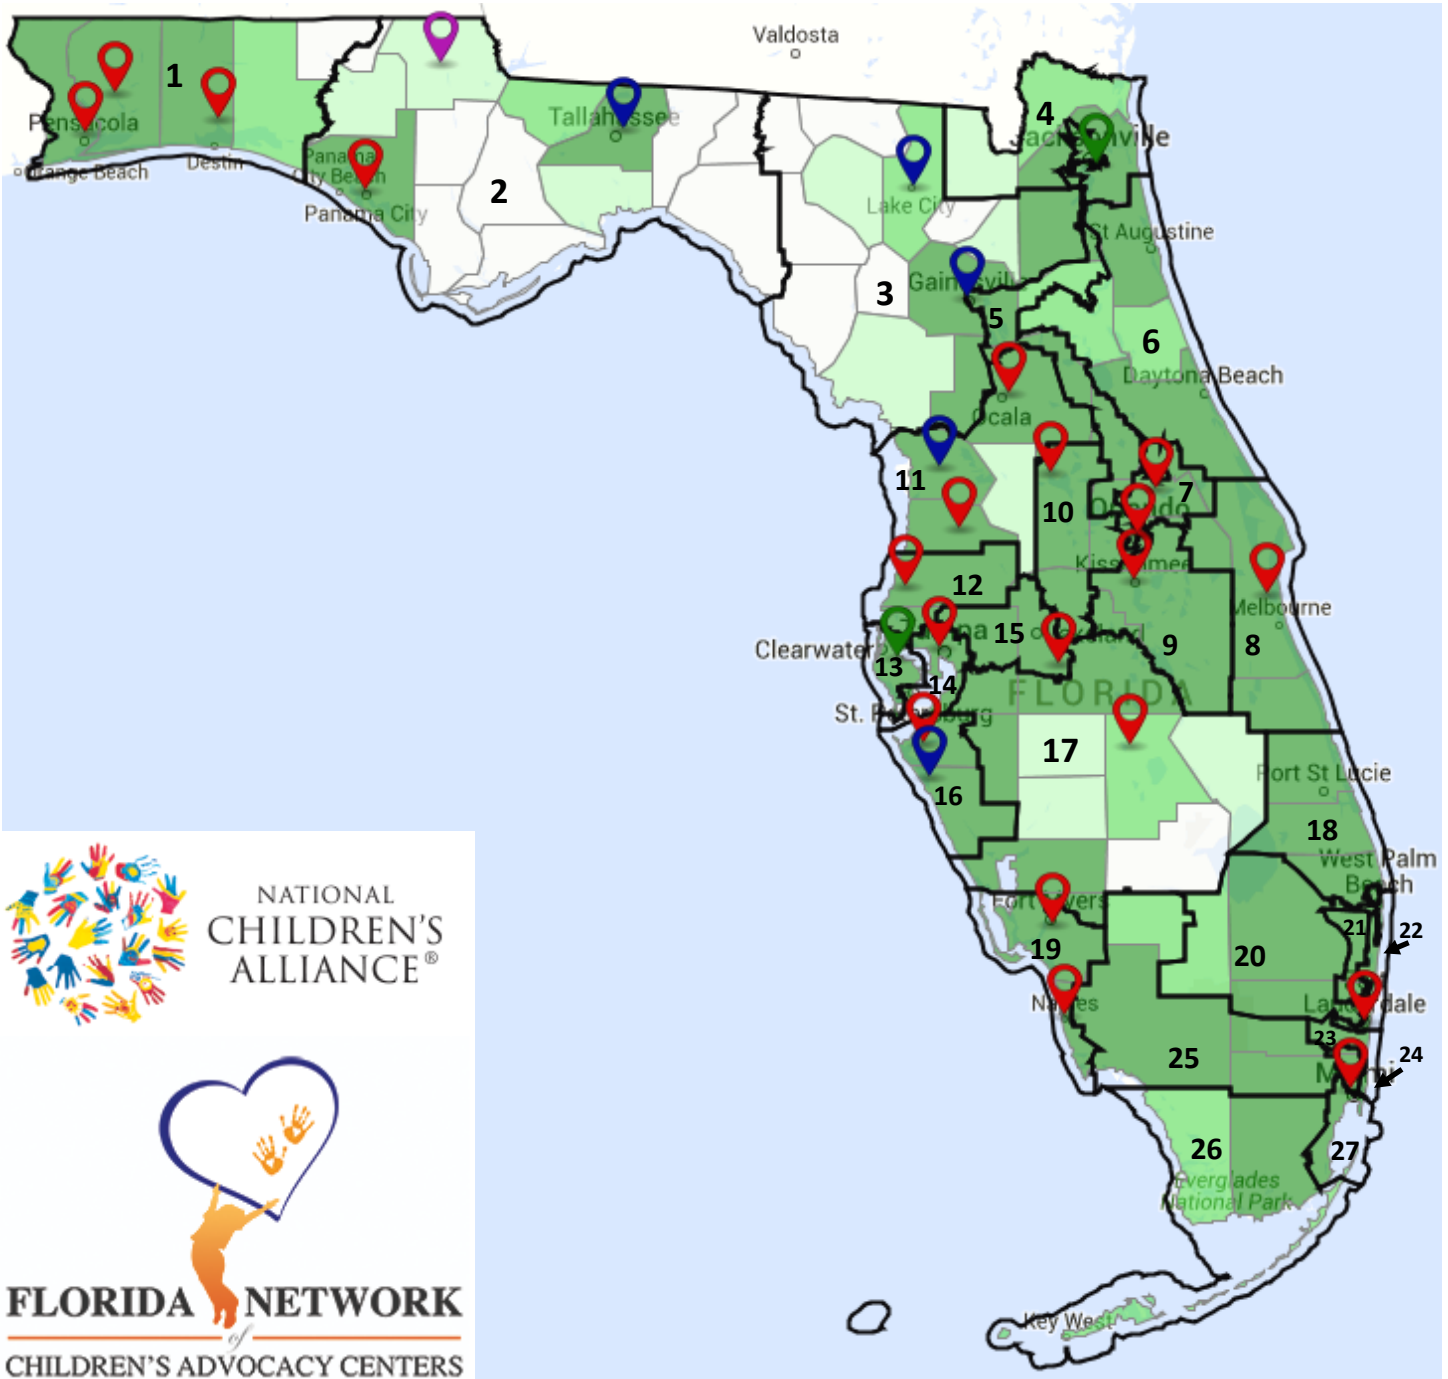 Valdosta
1
4
Pensacola
Tallahassee
Jacksonville
Orange Beach
Destin
Panama
City Beach
2
Lake City
Panama City
St Augustine
Gainesville
3
5
6
Daytona Beach
Ocala
11
7
10
Orlando
Kissimmee
12
Melbourne
Tampa
15
Lakeland
Clearwater
13
9
8
14
FLORIDA
St. Petersburg
17
Port St Lucie
16
18
West Palm
Beach
Fort Myers
21
22
19
20
Naples
Lauderdale
23
24
25
Miami
26
27
Everglades
National Park
Key West
NATIONAL
CHILDREN'S
ALLIANCE®
FLORIDA NETWORK
of
CHILDREN'S ADVOCACY CENTERS